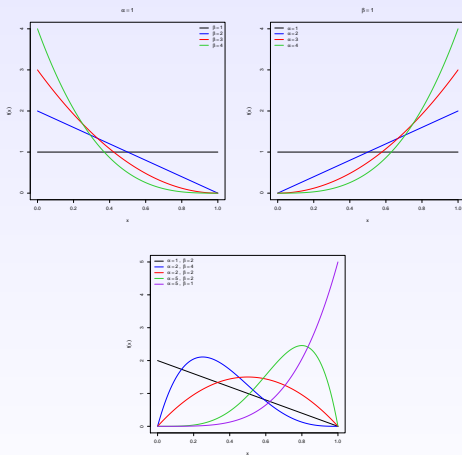 α=1
β=1
β=2
β=3
β=4
f(x)
0 1 2 3 4
0.0 0.2 0.4 0.6 0.8 1.0
x
β=1
α=1
α=2
α=3
α=4
f(x)
0 1 2 3 4
0.0 0.2 0.4 0.6 0.8 1.0
x
α=1, β=2
α=2, β=4
α=2, β=2
α=5, β=2
α=5, β=1
f(x)
0 1 2 3 4 5
0.0 0.2 0.4 0.6 0.8 1.0
x